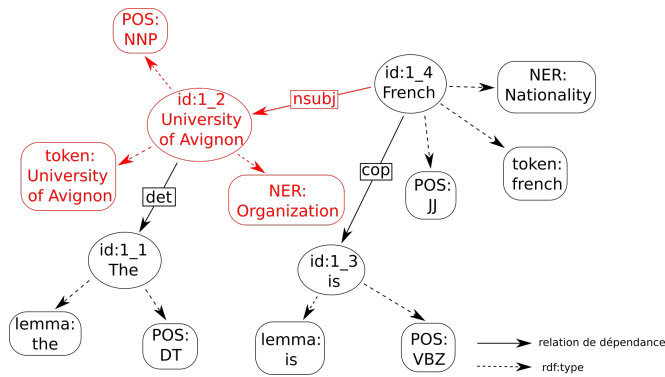 POS:
NNP
id:1_2
University
of Avignon
nsubj
id:1_4
French
NER:
Nationality
token:
University
of Avignon
det
NER:
Organization
cop
POS:
JJ
token:
french
id:1_1
The
id:1_3
is
lemma:
the
POS:
DT
lemma:
is
POS:
VBZ
relation de dépendance
rdf:type